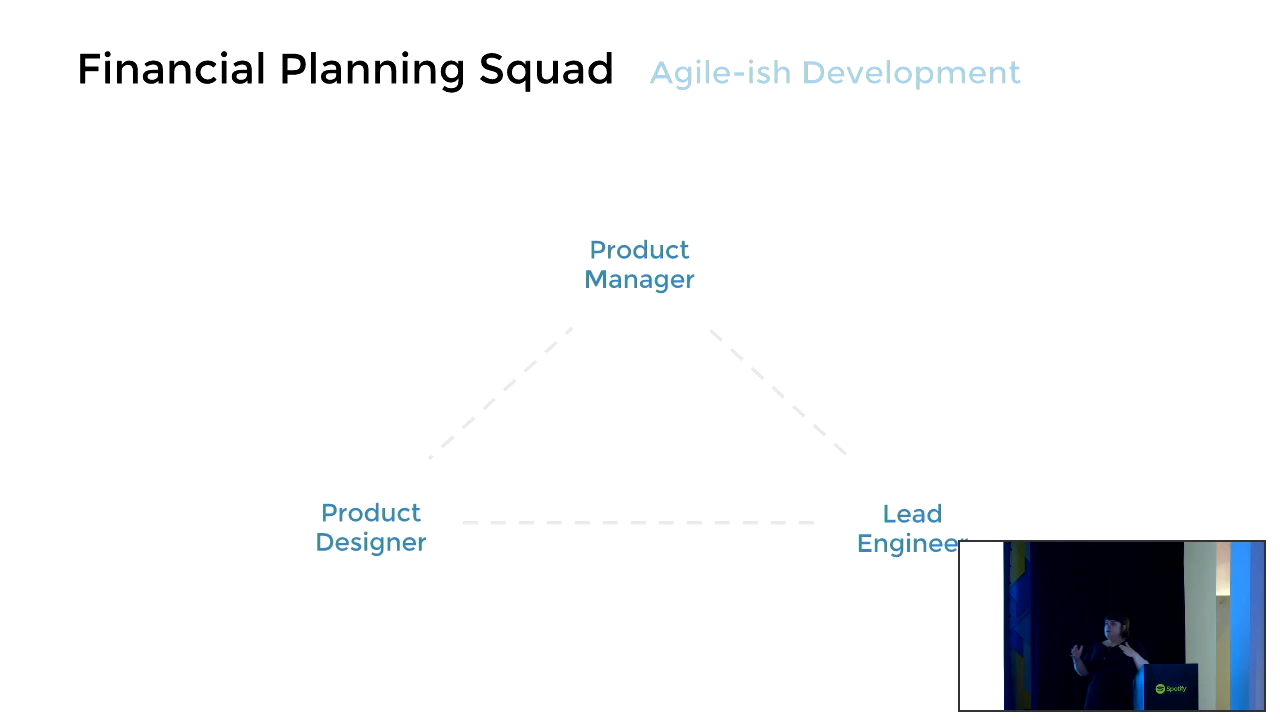 Financial Planning Squad Agile-ish Development
Product
Manager
Product
Designer
Lead
Engineer
Spotify